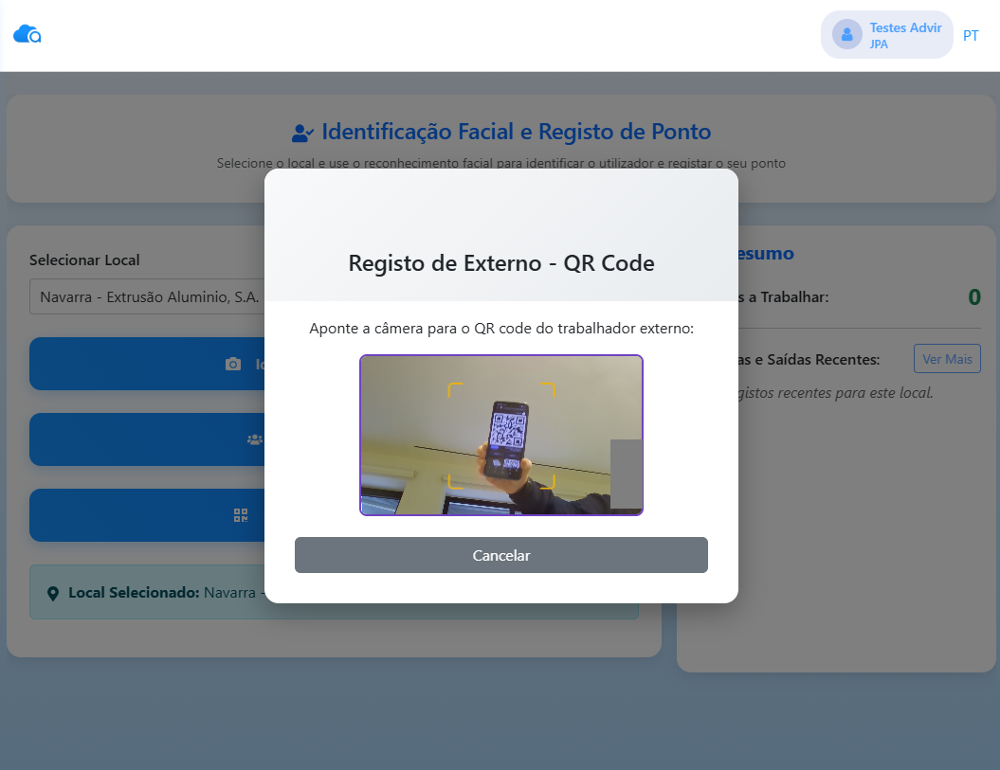 Testes Advir
JPA
PT
Identificação Facial e Registo de Ponto
Selecione o local e use o reconhecimento facial para identificar o utilizador e registar o seu ponto
Registo de Externo - QR Code
Aponte a câmera para o QR code do trabalhador externo:
Cancelar
Selecionar Local
Navarra - Extrusão Aluminio, S.A.
Local Selecionado: Navarra -
esumo
s a Trabalhar:
0
as e Saídas Recentes:
Ver Mais
gistos recentes para este local.